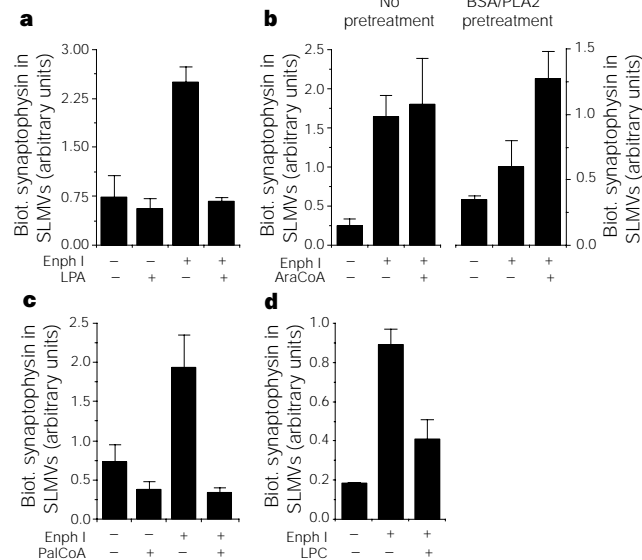 a
Biot. synaptophysin in
SLMVs (arbitrary units)
3.00
2.25
1.50
0.75
0.00
Enph I – – + +
LPA – + – +
b
No
pretreatment
BSA/PLA2
pretreatment
Biot. synaptophysin in
SLMVs (arbitrary units)
2.5
2.0
1.5
1.0
0.5
0.0
1.5
1.0
0.5
0.0
Biot. synaptophysin in
SLMVs (arbitrary units)
Enph I – + + – + +
AraCoA – – + – – +
c
Biot. synaptophysin in
SLMVs (arbitrary units)
2.5
2.0
1.5
1.0
0.5
0.0
Enph I – – + +
PalCoA – + – +
d
Biot. synaptophysin in
SLMVs (arbitrary units)
1.0
0.8
0.6
0.4
0.2
0.0
Enph I – + +
LPC – – +